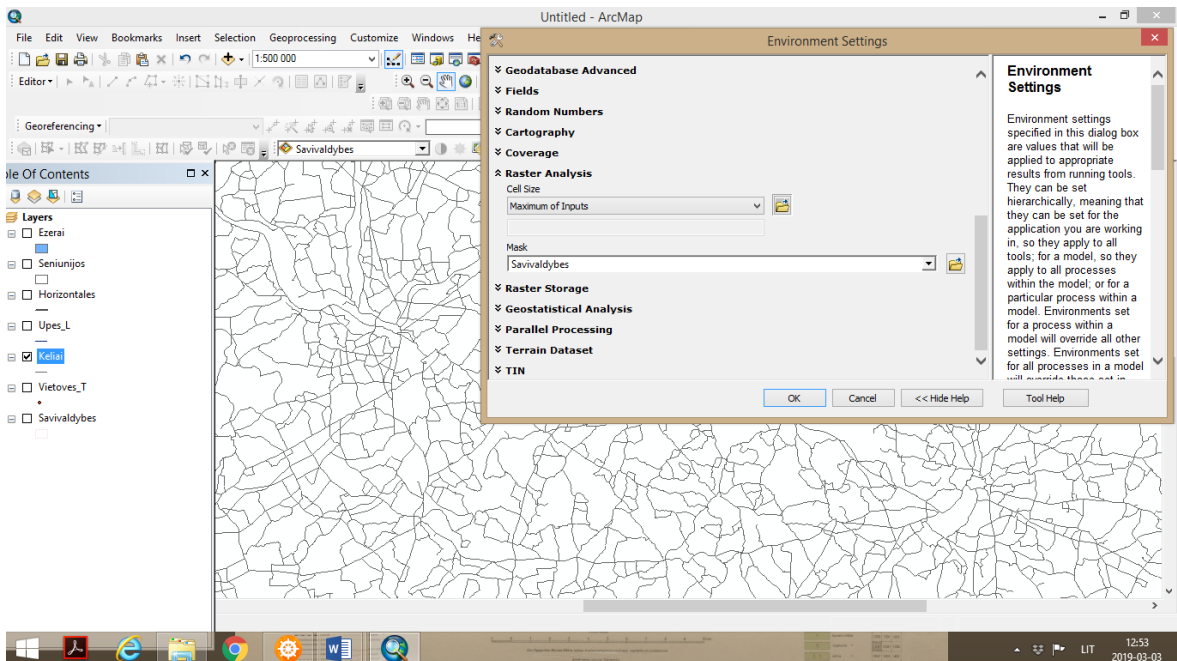 Untitled - ArcMap
File Edit View Bookmarks Insert Selection Geoprocessing Customize Windows He
1:500 000
Editor
Georeferencing
Savivaldybes
ble Of Contents
Layers
Ezerai
Seniunijos
Horizontales
Upes_L
Keliai
Vietoves_T
Savivaldybes
Environment Settings
Geodatabase Advanced
Fields
Random Numbers
Cartography
Coverage
Raster Analysis
Cell Size
Maximum of Inputs
Mask
Savivaldybes
Raster Storage
Geostatistical Analysis
Parallel Processing
Terrain Dataset
TIN
OK Cancel << Hide Help Tool Help
Environment
Settings
Environment settings
specified in this dialog box
are values that will be
applied to appropriate
results from running tools.
They can be set
hierarchically, meaning that
they can be set for the
application you are working
in, so they apply to all
tools; for a model, so they
apply to all processes
within the model; or for a
particular process within a
model. Environments set
for a process within a
model will override all other
settings. Environments set
for all processes in a model
will override those set in
LIT
12:53
2019-03-03